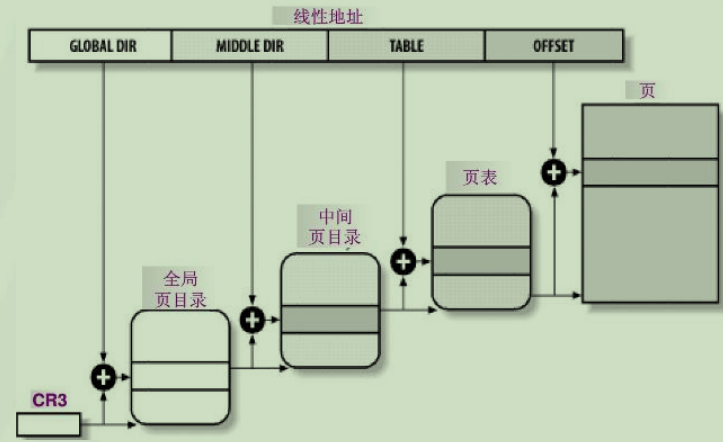 线性地址
GLOBAL DIR
MIDDLE DIR
TABLE
OFFSET
页
页表
中间
页目录
全局
页目录
CR3